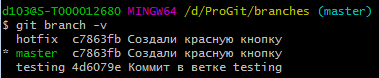 d103@S-T000012680 MINGW64 /d/ProGit/branches (master)
$ git branch -v
  hotfix  c7863fb Создали красную кнопку
* master  c7863fb Создали красную кнопку
  testing 4d6079e Коммит в ветке testing